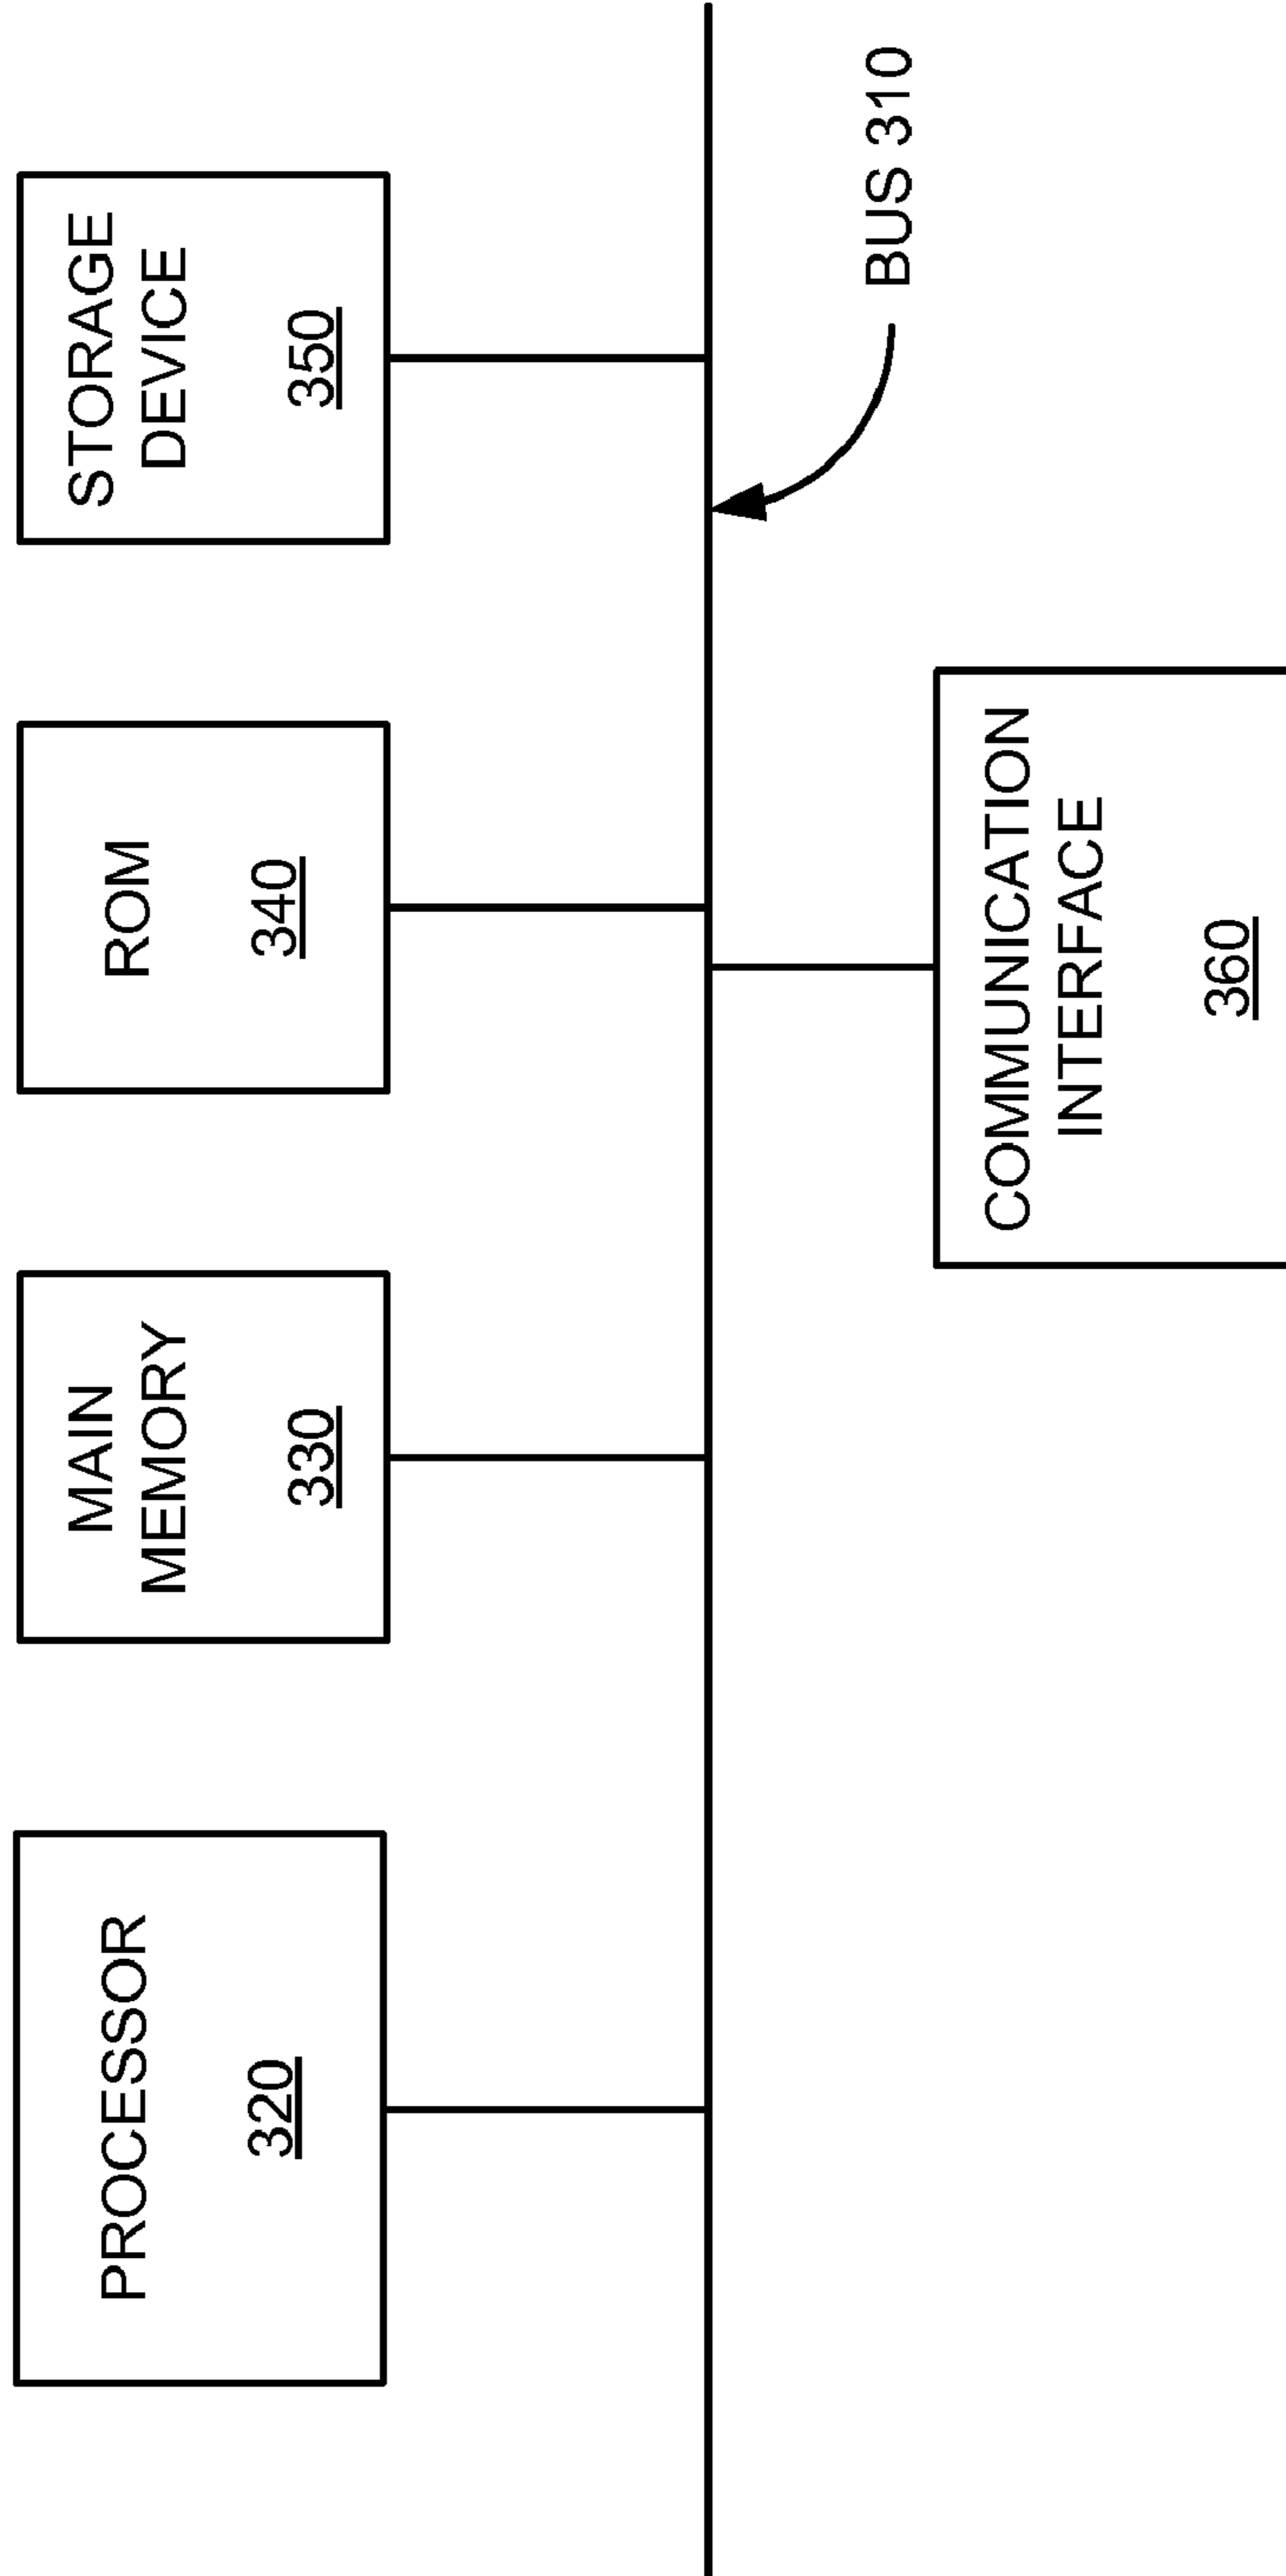 PROCESSOR
320
MAIN
MEMORY
330
ROM
340
STORAGE
DEVICE
350
BUS 310
COMMUNICATION
INTERFACE
360